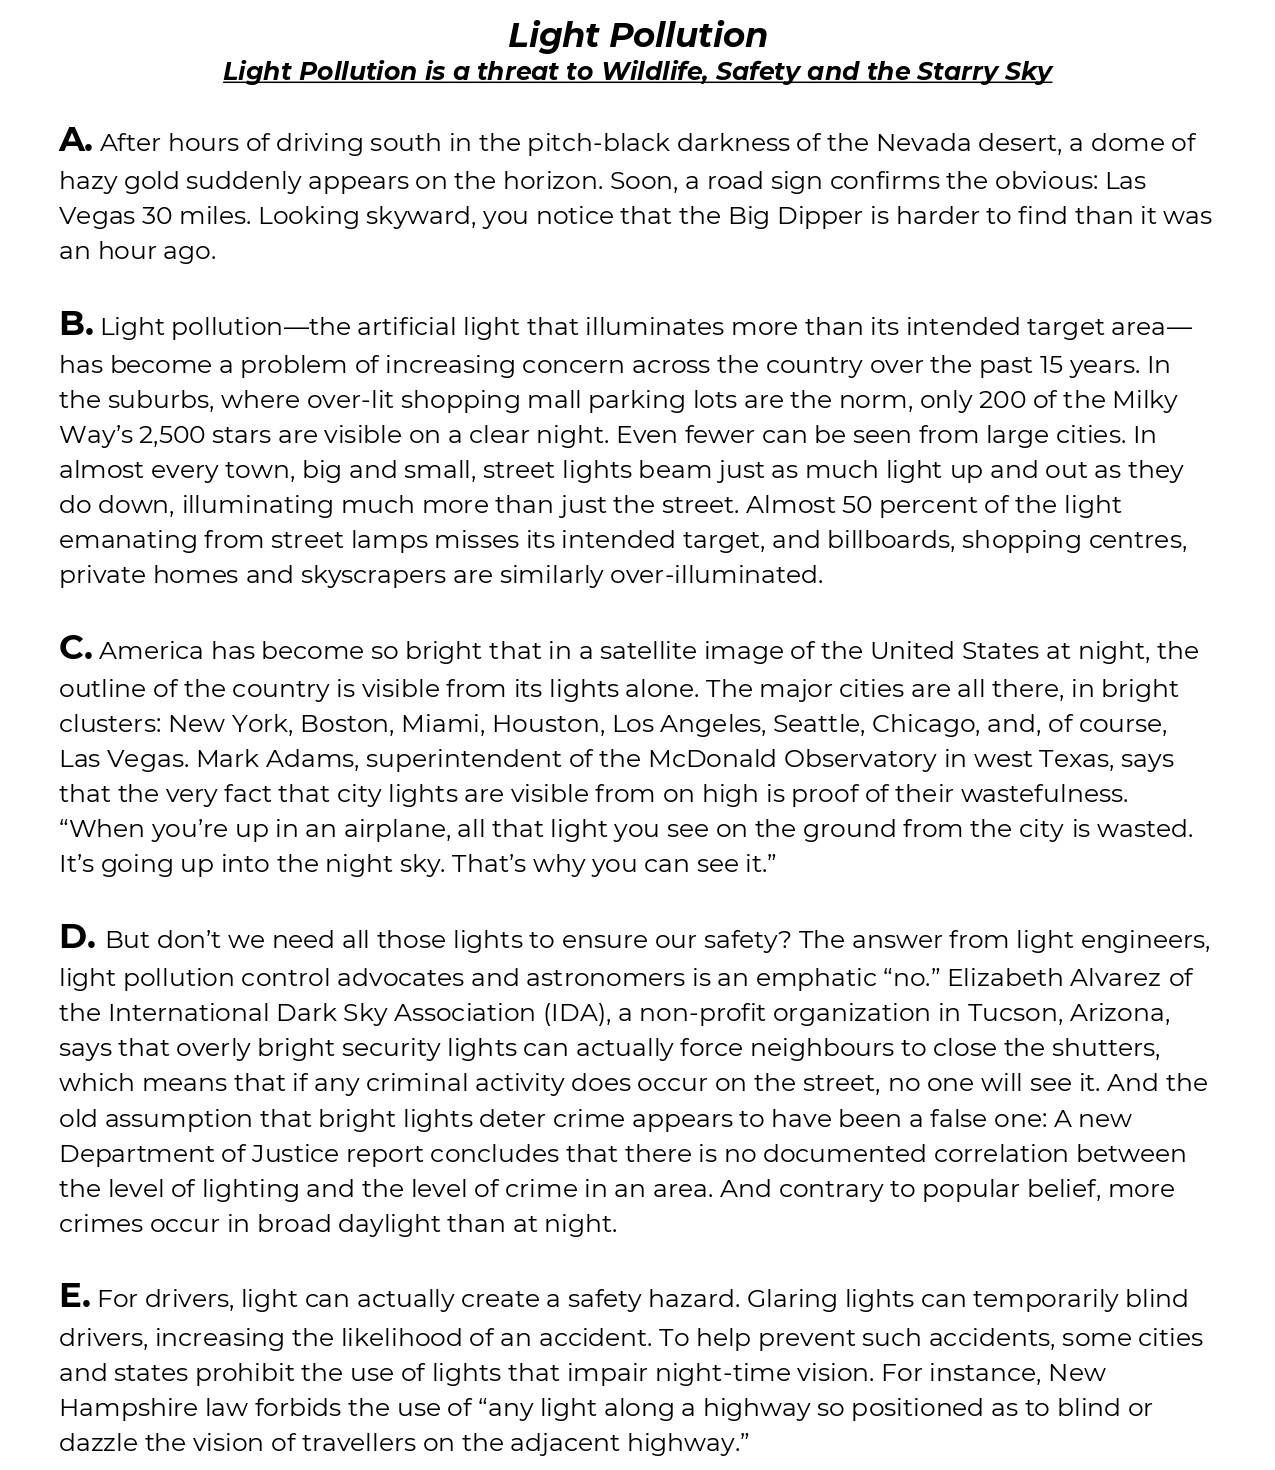 Light Pollution
Light Pollution is a threat to Wildlife, Safety and the Starry Sky
A. After hours of driving south in the pitch-black darkness of the Nevada desert, a dome of
hazy gold suddenly appears on the horizon. Soon, a road sign confirms the obvious: Las
Vegas 30 miles. Looking skyward, you notice that the Big Dipper is harder to find than it was
an hour ago.
B. Light pollution—the artificial light that illuminates more than its intended target area—
has become a problem of increasing concern across the country over the past 15 years. In
the suburbs, where over-lit shopping mall parking lots are the norm, only 200 of the Milky
Way’s 2,500 stars are visible on a clear night. Even fewer can be seen from large cities. In
almost every town, big and small, street lights beam just as much light up and out as they
do down, illuminating much more than just the street. Almost 50 percent of the light
emanating from street lamps misses its intended target, and billboards, shopping centres,
private homes and skyscrapers are similarly over-illuminated.
C. America has become so bright that in a satellite image of the United States at night, the
outline of the country is visible from its lights alone. The major cities are all there, in bright
clusters: New York, Boston, Miami, Houston, Los Angeles, Seattle, Chicago, and, of course,
Las Vegas. Mark Adams, superintendent of the McDonald Observatory in west Texas, says
that the very fact that city lights are visible from on high is proof of their wastefulness.
“When you’re up in an airplane, all that light you see on the ground from the city is wasted.
It’s going up into the night sky. That’s why you can see it.”
D. But don’t we need all those lights to ensure our safety? The answer from light engineers,
light pollution control advocates and astronomers is an emphatic “no.” Elizabeth Alvarez of
the International Dark Sky Association (IDA), a non-profit organization in Tucson, Arizona,
says that overly bright security lights can actually force neighbours to close the shutters,
which means that if any criminal activity does occur on the street, no one will see it. And the
old assumption that bright lights deter crime appears to have been a false one: A new
Department of Justice report concludes that there is no documented correlation between
the level of lighting and the level of crime in an area. And contrary to popular belief, more
crimes occur in broad daylight than at night.
E. For drivers, light can actually create a safety hazard. Glaring lights can temporarily blind
drivers, increasing the likelihood of an accident. To help prevent such accidents, some cities
and states prohibit the use of lights that impair night-time vision. For instance, New
Hampshire law forbids the use of “any light along a highway so positioned as to blind or
dazzle the vision of travellers on the adjacent highway.”